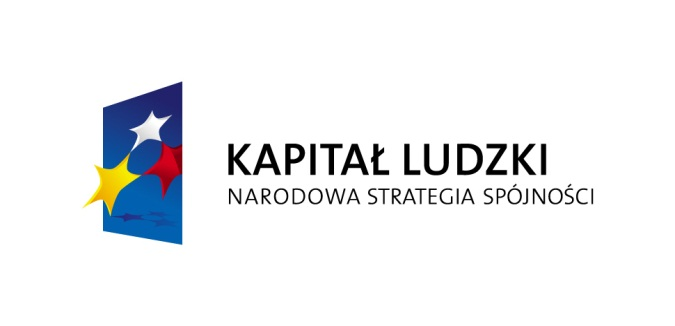 KAPITAŁ LUDZKI
NARODOWA STRATEGIA SPÓJNOŚCI